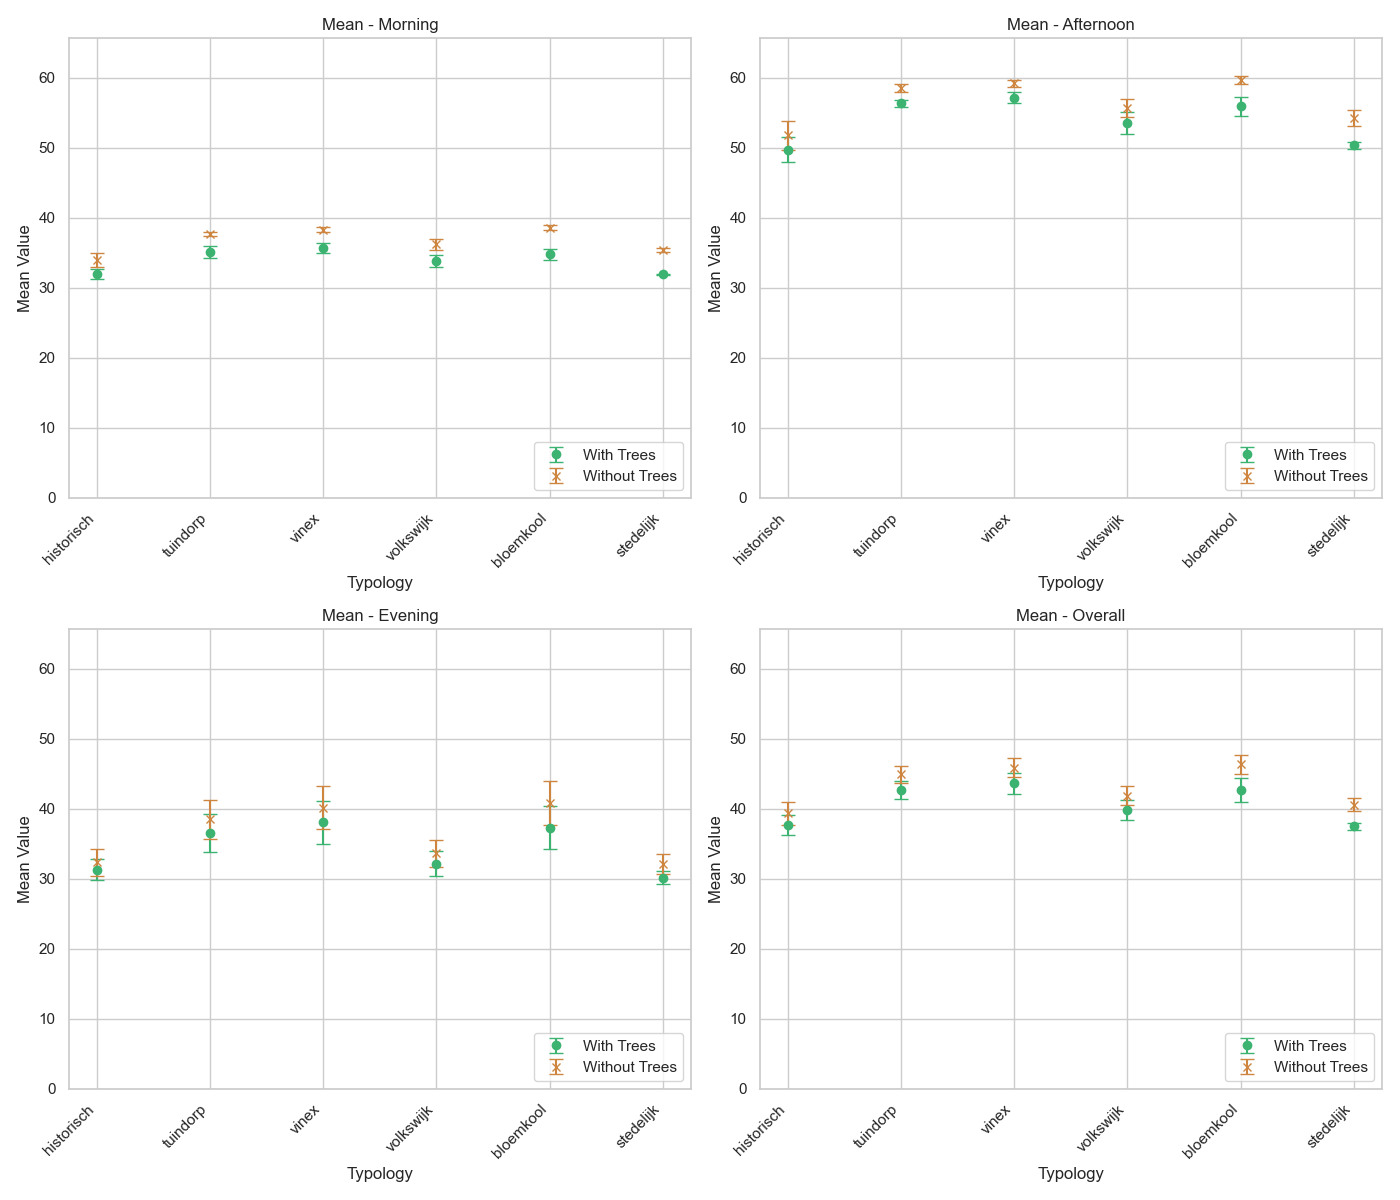 Mean - Morning
Mean Value
60
50
40
30
20
10
0
historisch
tuindorp
vinex
volkswijk
bloemkool
stedelijk
Typology
With Trees
Without Trees
Mean - Afternoon
Mean Value
60
50
40
30
20
10
0
historisch
tuindorp
vinex
volkswijk
bloemkool
stedelijk
Typology
With Trees
Without Trees
Mean - Evening
Mean Value
60
50
40
30
20
10
0
historisch
tuindorp
vinex
volkswijk
bloemkool
stedelijk
Typology
With Trees
Without Trees
Mean - Overall
Mean Value
60
50
40
30
20
10
0
historisch
tuindorp
vinex
volkswijk
bloemkool
stedelijk
Typology
With Trees
Without Trees